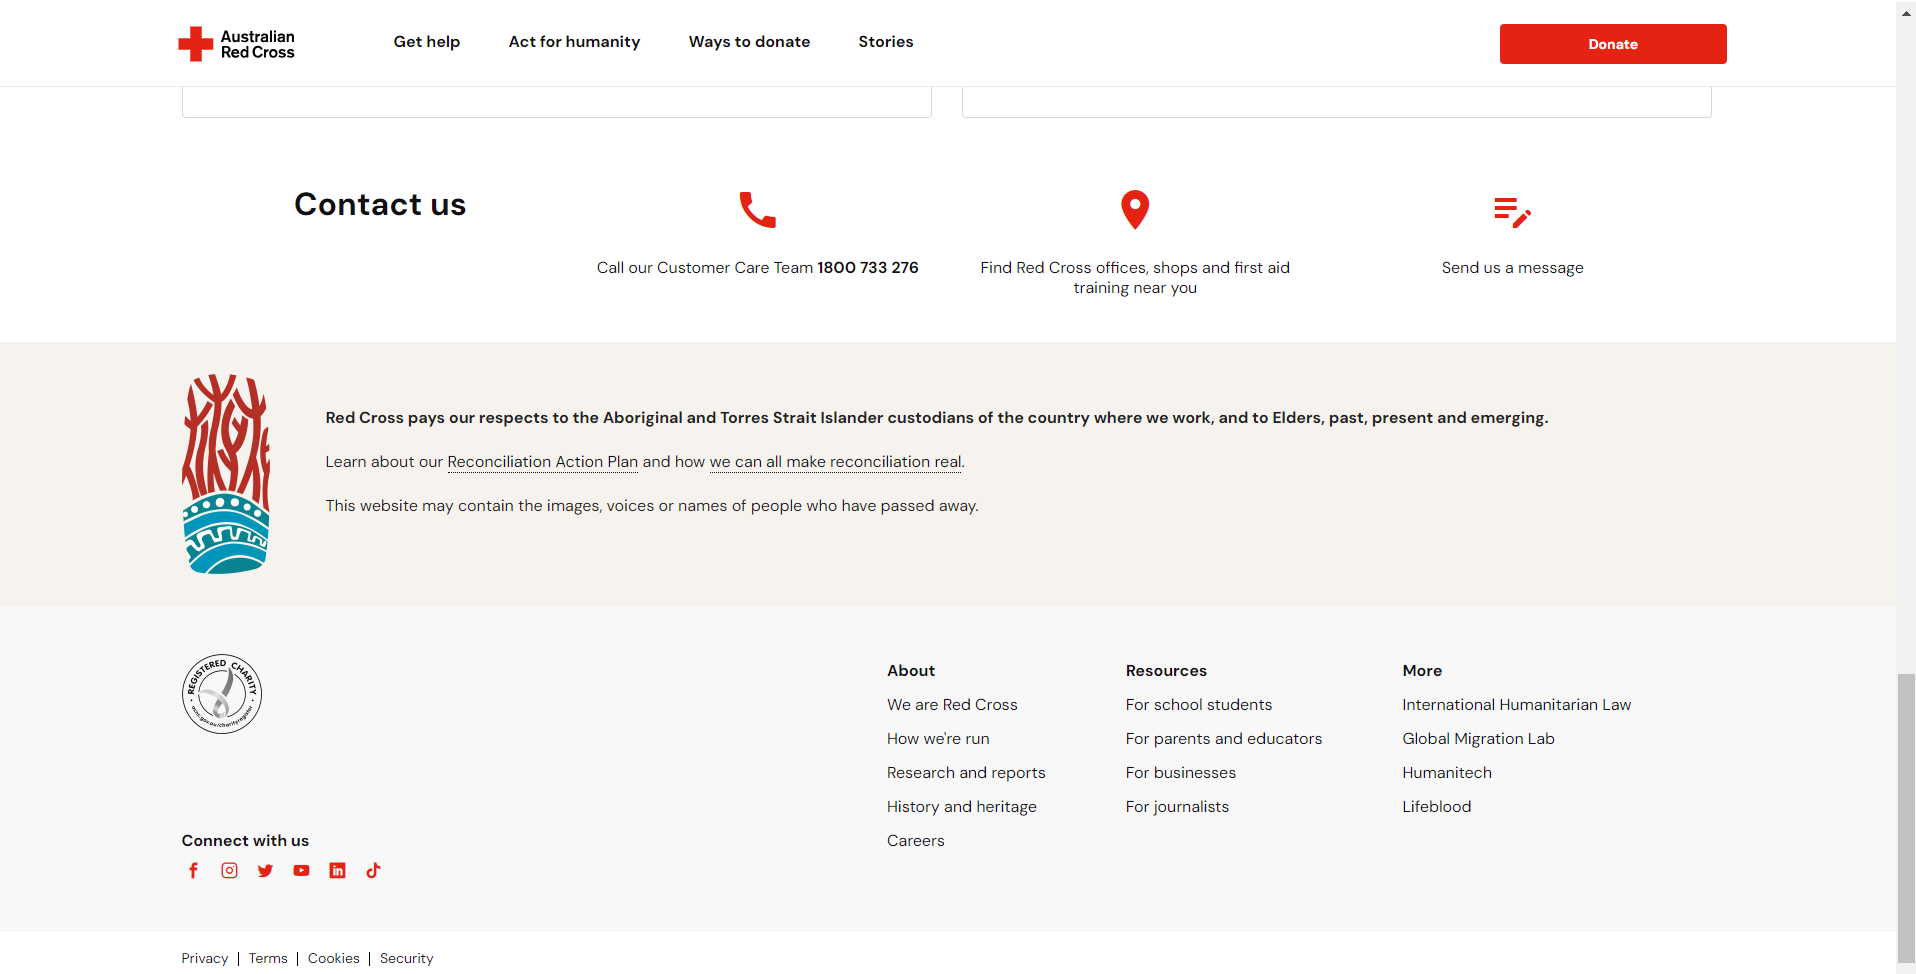 Australian
Red Cross
Get help
Act for humanity
Ways to donate
Stories
Donate
Contact us
Call our Customer Care Team 1800 733 276
Find Red Cross offices, shops and first aid
training near you
Send us a message
Red Cross pays our respects to the Aboriginal and Torres Strait Islander custodians of the country where we work, and to Elders, past, present and emerging.
Learn about our Reconciliation Action Plan and how we can all make reconciliation real.
This website may contain the images, voices or names of people who have passed away.
REGISTERED CHARITY
acnc.gov.au/charityregister
Connect with us
About
We are Red Cross
How we're run
Research and reports
History and heritage
Careers
Resources
For school students
For parents and educators
For businesses
For journalists
More
International Humanitarian Law
Global Migration Lab
Humanitech
Lifeblood
Privacy | Terms | Cookies | Security